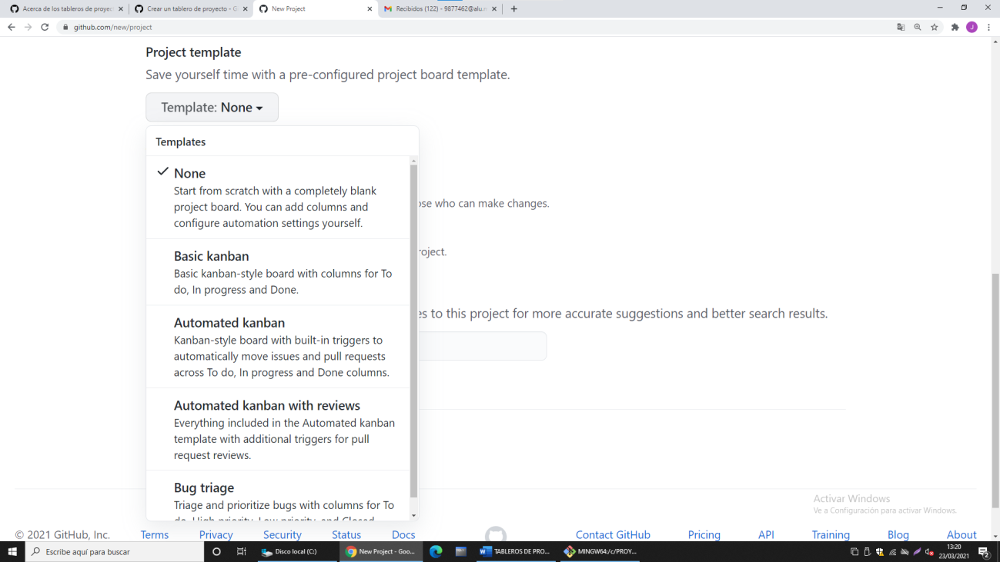 Acerca de los tableros de proyec
Crear un tablero de proyecto - G
New Project
Recibidos (122) - 9877462@alu.m
github.com/new/project
J
Project template
Save yourself time with a pre-configured project board template.
Template: None
Templates
None
Start from scratch with a completely blank
project board. You can add columns and
configure automation settings yourself.
ose who can make changes.
roject.
Basic kanban
Basic kanban-style board with columns for To
do, In progress and Done.
Automated kanban
Kanban-style board with built-in triggers to
automatically move issues and pull requests
across To do, In progress and Done columns.
es to this project for more accurate suggestions and better search results.
Automated kanban with reviews
Everything included in the Automated kanban
template with additional triggers for pull
request reviews.
Bug triage
Triage and prioritize bugs with columns for To
do, High priority, Low priority, and Closed
Activar Windows
Ve a Configuración para activar Windows.
© 2021 GitHub, Inc. Terms Privacy Security Status Docs Contact GitHub Pricing API Training Blog About
Escribe aquí para buscar
Disco local (C:)
New Project - Goo...
TABLEROS DE PRO...
MINGW64:/c/PROY...
13:20
23/03/2021
2